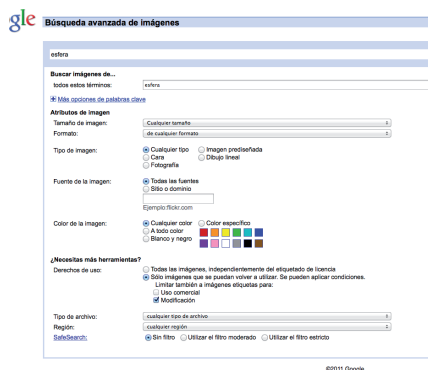 gle Búsqueda avanzada de imágenes
esfera
Buscar imágenes de...
todos estos términos: esfera
Más opciones de palabras clave
Atributos de imagen
Tamaño de imagen: Cualquier tamaño
Formato: de cualquier formato
Tipo de imagen: Cualquier tipo Imagen prediseñada
Cara Dibujo lineal
Fotografía
Fuente de la imagen: Todas las fuentes
Sitio o dominio
Ejemplo:flickr.com
Color de la imagen: Cualquier color Color específico
A todo color
Blanco y negro
¿Necesitas más herramientas?
Derechos de uso: Todas las imágenes, independientemente del etiquetado de licencia
Sólo imágenes que se puedan volver a utilizar. Se pueden aplicar condiciones.
Limitar también a imágenes etiquetas para:
Uso comercial
Modificación
Tipo de archivo: cualquier tipo de archivo
Región: cualquier región
SafeSearch: Sin filtro Utilizar el filtro moderado Utilizar el filtro estricto
©2011 Google